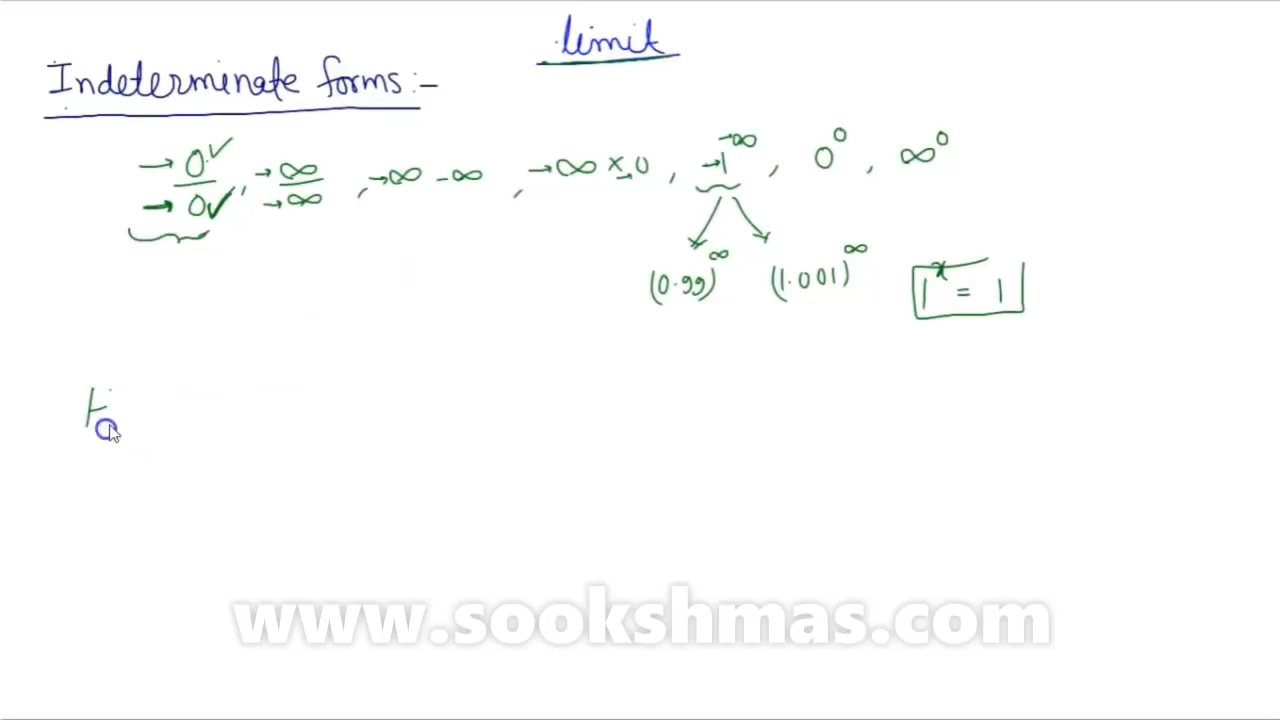 limit
Indeterminate forms :-
→ 0 ✓ / → 0 ✓ , → ∞ / → ∞ , → ∞ - ∞ , → ∞ × → 0 , → 1^→ ∞ , 0^0 , ∞^0
(0.99)^∞ (1.001)^∞ 1^x = 1
www.sookshmas.com